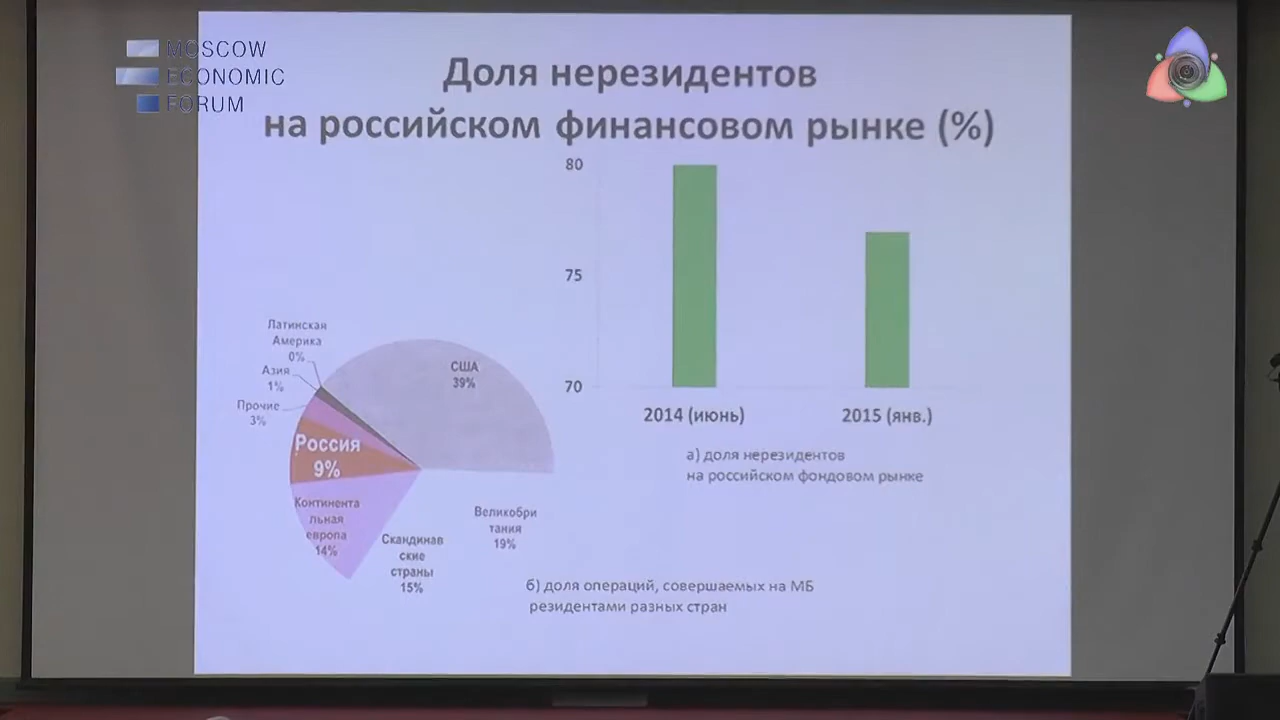 MOSCOW
ECONOMIC
FORUM
Доля нерезидентов
на российском финансовом рынке (%)
80
75
70
2014 (июнь)
2015 (янв.)
а) доля нерезидентов
на российском фондовом рынке
Латинская
Америка
0%
Азия
1%
Прочие
3%
США
39%
Россия
9%
Континента
льная
европа
14%
Скандинав
ские
страны
15%
Великобри
тания
19%
б) доля операций, совершаемых на МБ
резидентами разных стран